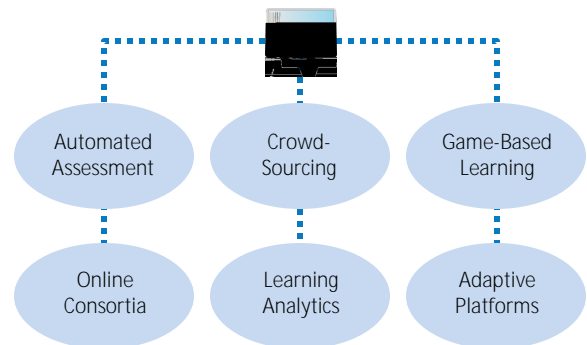 Automated
Assessment
Crowd-
Sourcing
Game-Based
Learning
Online
Consortia
Learning
Analytics
Adaptive
Platforms